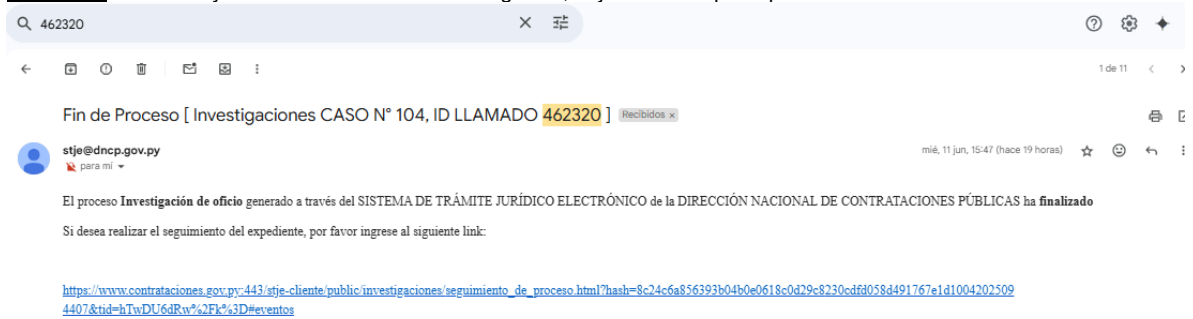 462320
1 de 11
Fin de Proceso [ Investigaciones CASO N° 104, ID LLAMADO 462320 ] Recibidos x
stje@dncp.gov.py
mié, 11 jun, 15:47 (hace 19 horas)
para mí
El proceso Investigación de oficio generado a través del SISTEMA DE TRÁMITE JURÍDICO ELECTRÓNICO de la DIRECCIÓN NACIONAL DE CONTRATACIONES PÚBLICAS ha finalizado
Si desea realizar el seguimiento del expediente, por favor ingrese al siguiente link:
https://www.contrataciones.gov.py:443/stje-cliente/public/investigaciones/seguimiento_de_proceso.html?hash=8c24c6a856393b04b0e0618c0d29c8230cdfd058d491767e1d1004202509
4407&tid=hTwDU6dRw%2Fk%3D#eventos